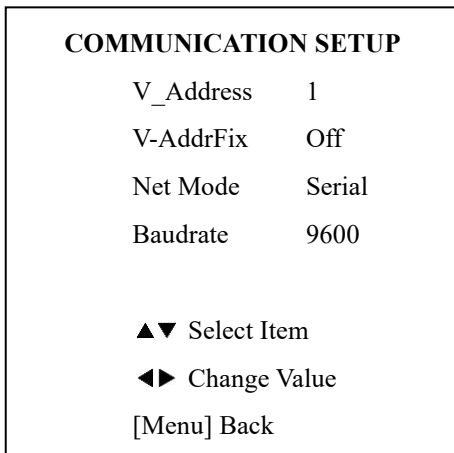 COMMUNICATION SETUP
V_Address 1
V-AddrFix Off
Net Mode Serial
Baudrate 9600
▲▼ Select Item
◀▶ Change Value
[Menu] Back